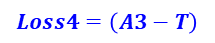 Loss4 = (A3 − T)